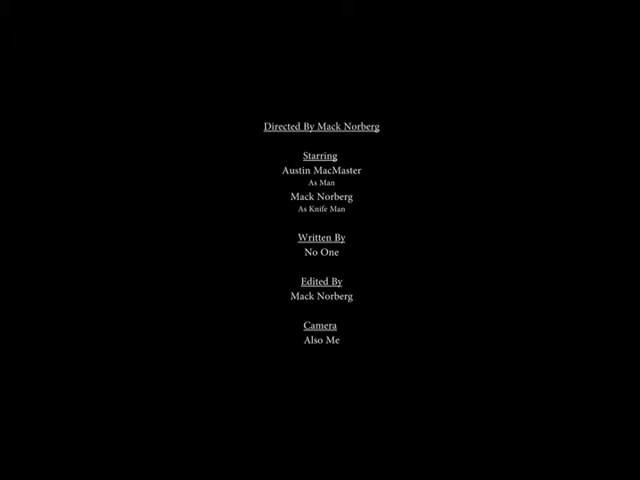 Directed By Mack Norberg
Starring
Austin MacMaster
As Man
Mack Norberg
As Knife Man
Written By
No One
Edited By
Mack Norberg
Camera
Also Me